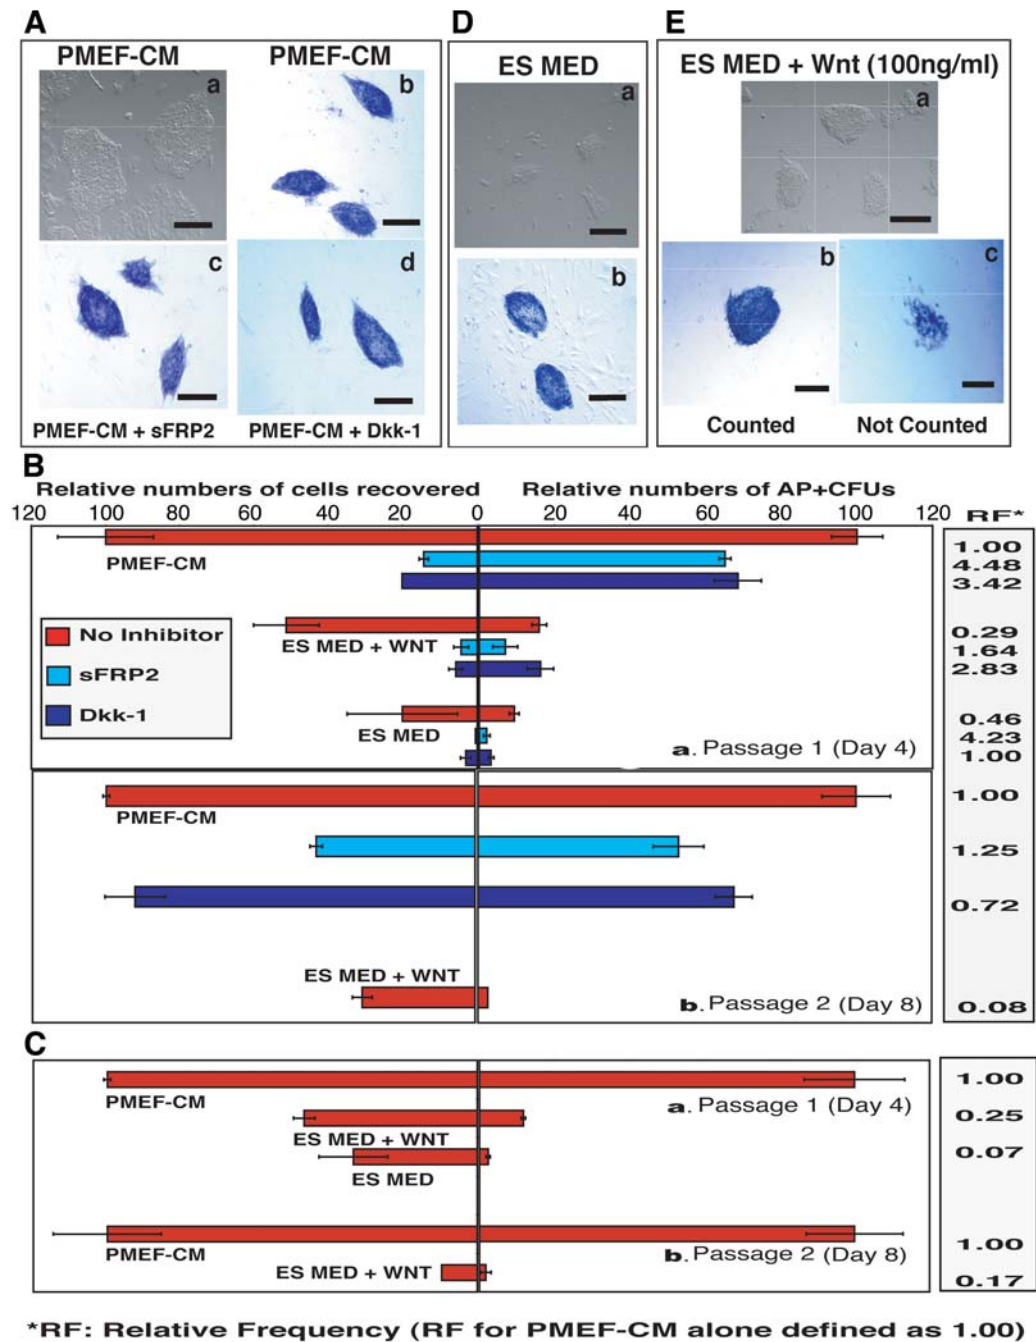 A
PMEF-CM
PMEF-CM
a
b
c
d
PMEF-CM + sFRP2
PMEF-CM + Dkk-1
D
ES MED
a
b
E
ES MED + Wnt (100ng/ml)
a
b
c
Counted
Not Counted
B
Relative numbers of cells recovered
Relative numbers of AP+CFUs
120 100 80 60 40 20 0 20 40 60 80 100 120
RF*
PMEF-CM
1.00
4.48
3.42
No Inhibitor
sFRP2
Dkk-1
ES MED + WNT
0.29
1.64
2.83
ES MED
0.46
4.23
1.00
a. Passage 1 (Day 4)
PMEF-CM
1.00
1.25
0.72
ES MED + WNT
b. Passage 2 (Day 8)
0.08
C
PMEF-CM
1.00
a. Passage 1 (Day 4)
ES MED + WNT
0.25
ES MED
0.07
PMEF-CM
1.00
b. Passage 2 (Day 8)
ES MED + WNT
0.17
*RF: Relative Frequency (RF for PMEF-CM alone defined as 1.00)